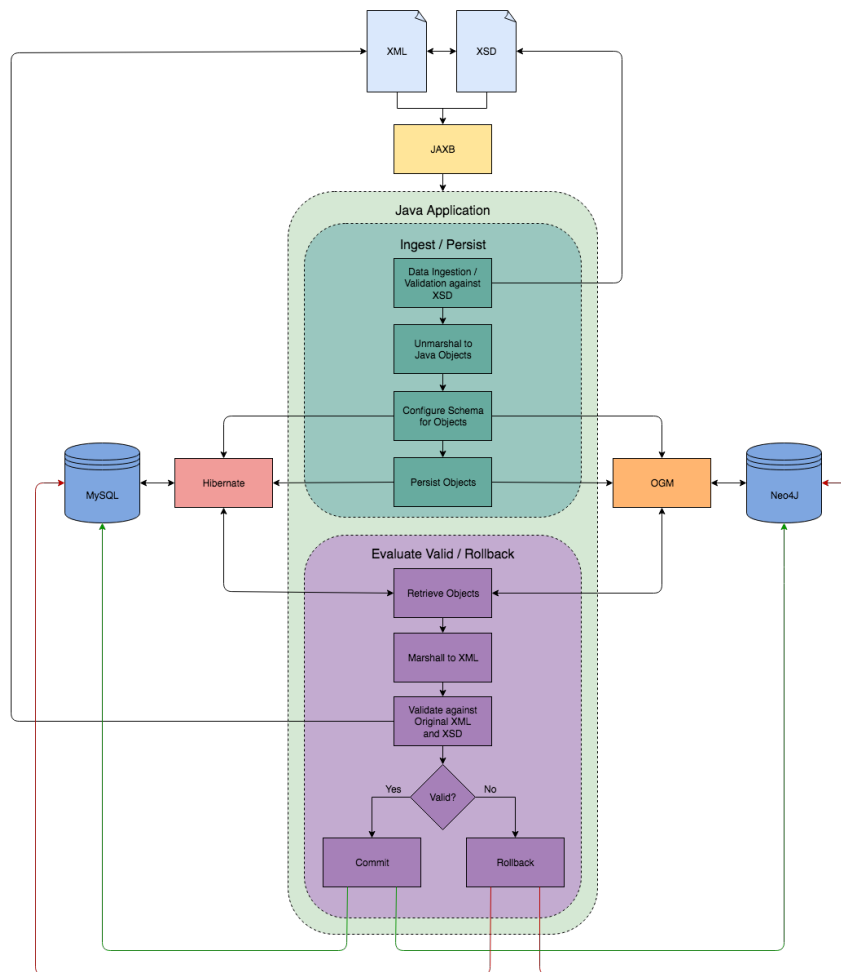 XML
XSD
JAXB
Java Application
Ingest / Persist
Data Ingestion /
Validation against
XSD
Unmarshal to
Java Objects
Configure Schema
for Objects
MySQL
Hibernate
Persist Objects
OGM
Neo4J
Evaluate Valid / Rollback
Retrieve Objects
Marshall to XML
Validate against
Original XML
and XSD
Yes
Valid?
No
Commit
Rollback